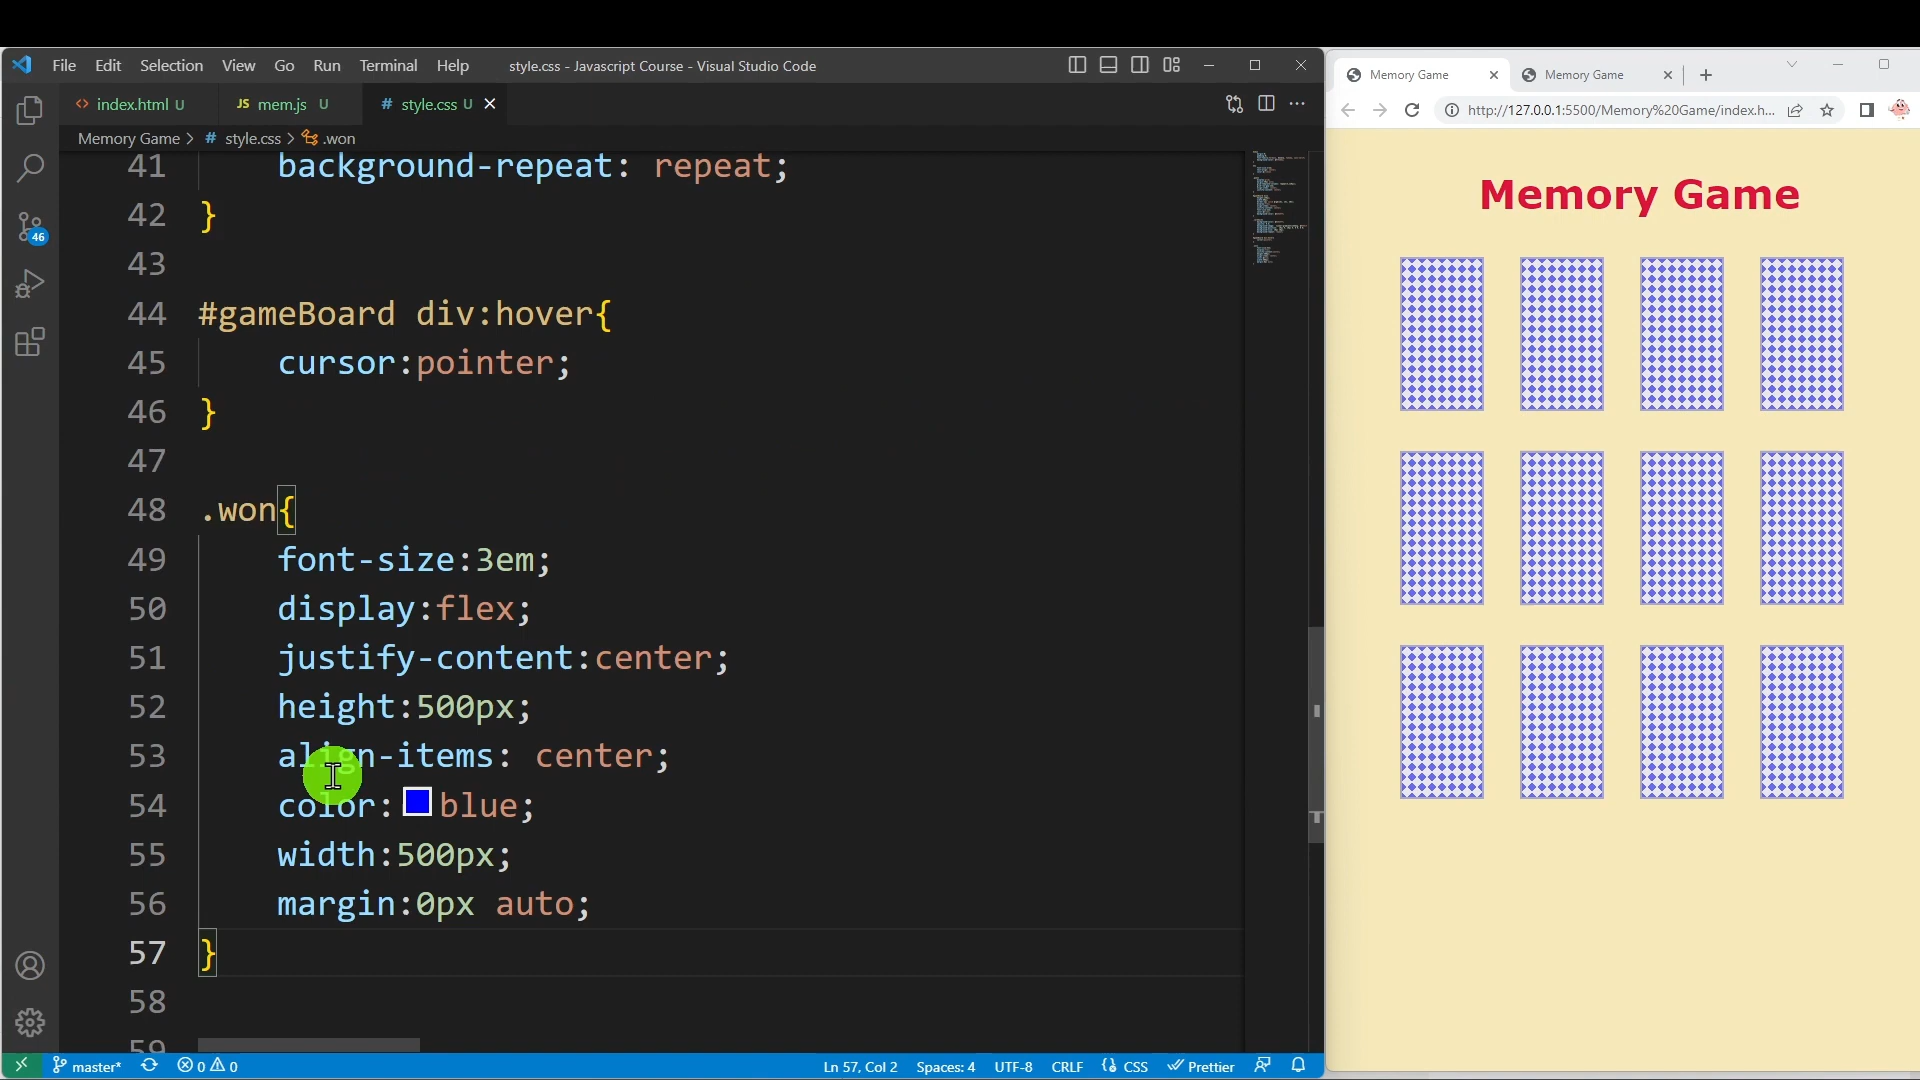 File Edit Selection View Go Run Terminal Help style.css - Javascript Course - Visual Studio Code
index.html U JS mem.js U # style.css U
Memory Game > # style.css > .won
41 background-repeat: repeat;
42 }
43
44 #gameBoard div:hover{
45 cursor:pointer;
46 }
47
48 .won{
49 font-size:3em;
50 display:flex;
51 justify-content:center;
52 height:500px;
53 align-items: center;
54 color: blue;
55 width:500px;
56 margin:0px auto;
57 }
58
59
46
master* 0 0 Ln 57, Col 2 Spaces: 4 UTF-8 CRLF CSS Prettier
Memory Game Memory Game
http://127.0.0.1:5500/Memory%20Game/index.h...
Memory Game